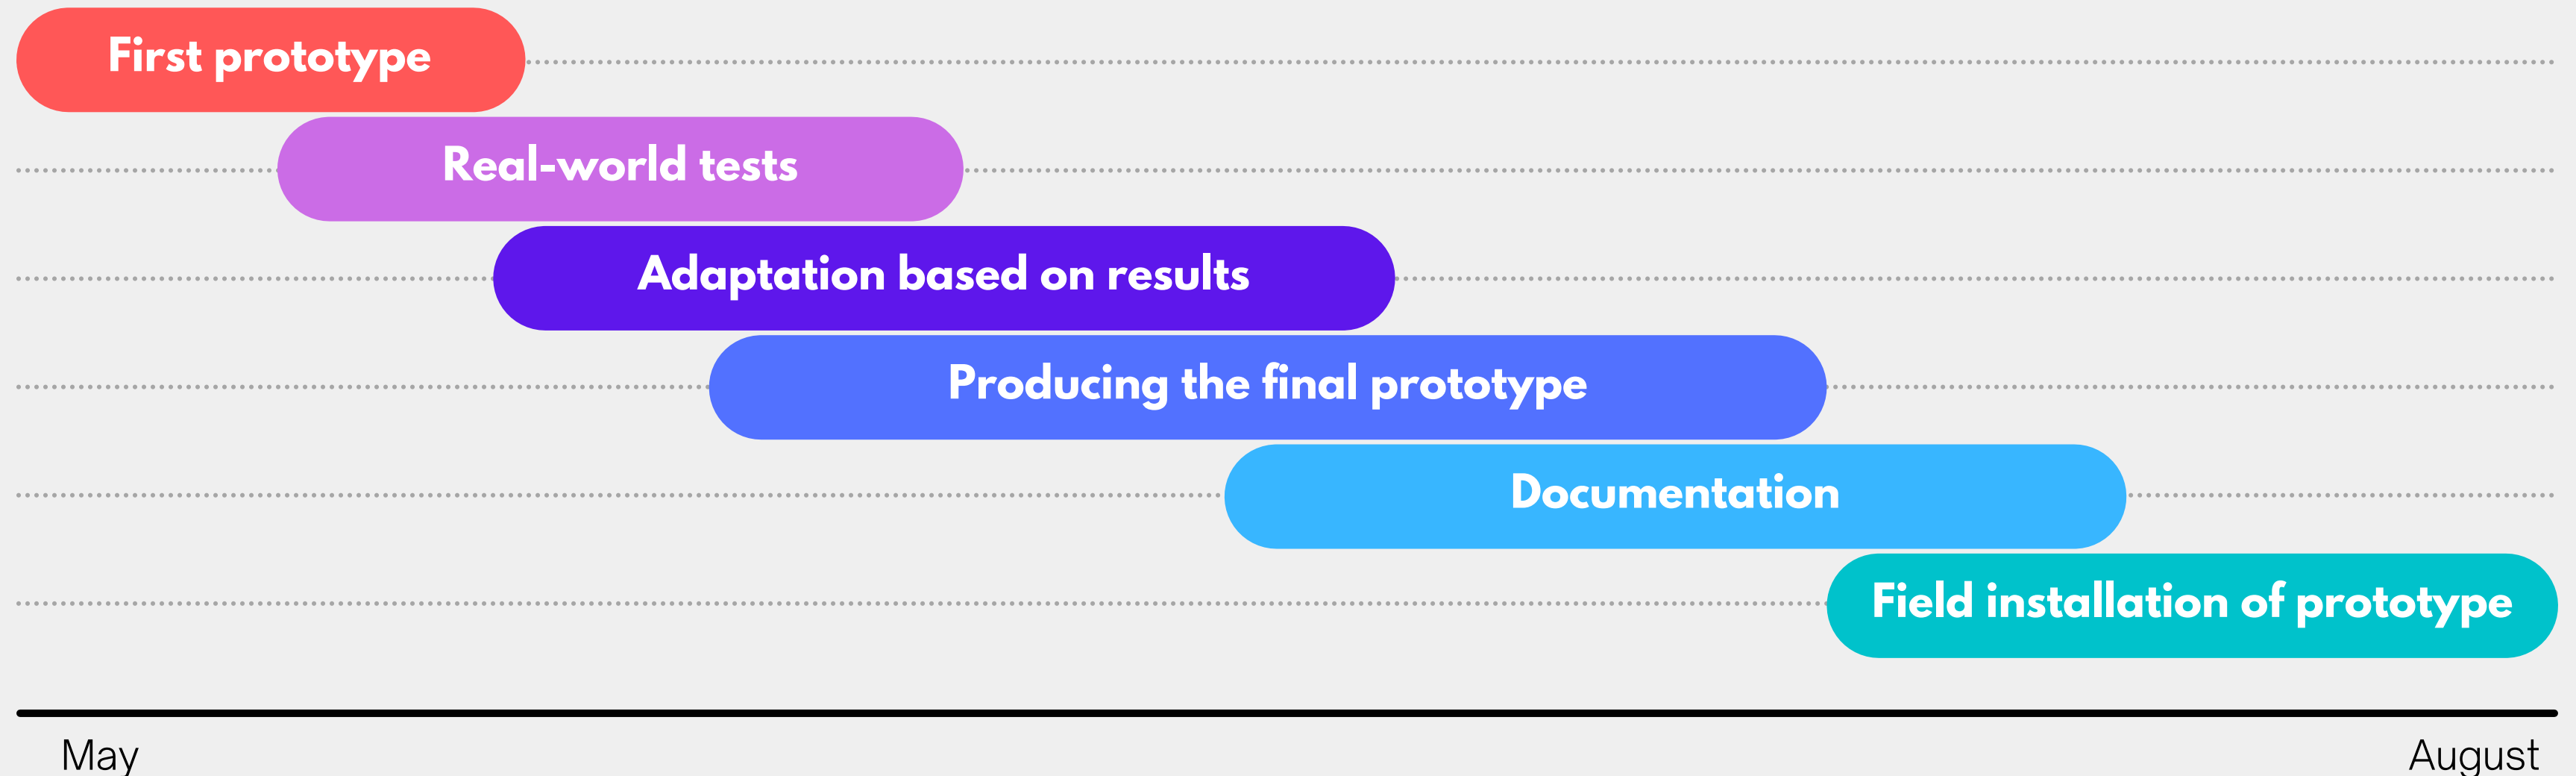 First prototype
Real-world tests
Adaptation based on results
Producing the final prototype
Documentation
Field installation of prototype
May
August